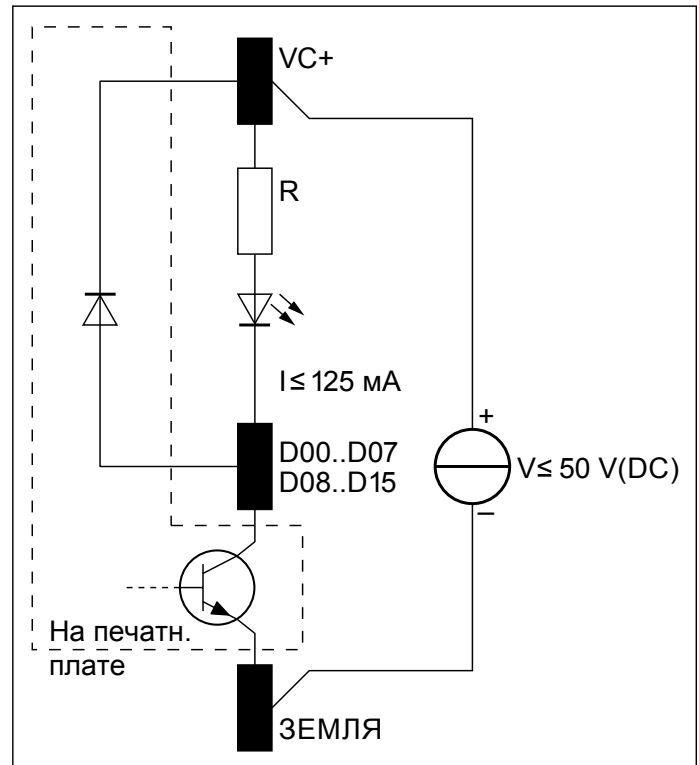 VC+
R
I ≤ 125 мА
D00..D07
D08..D15
+
V ≤ 50 V(DC)
–
На печатн.
плате
ЗЕМЛЯ